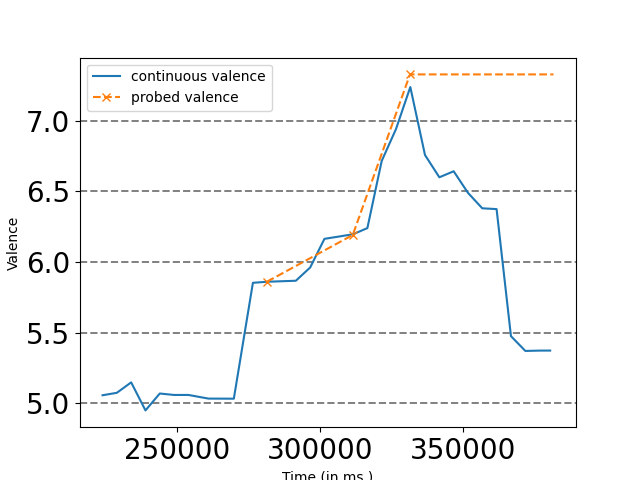 continuous valence
probed valence
7.0
6.5
6.0
5.5
5.0
Valence
250000 300000 350000
Time (in ms.)